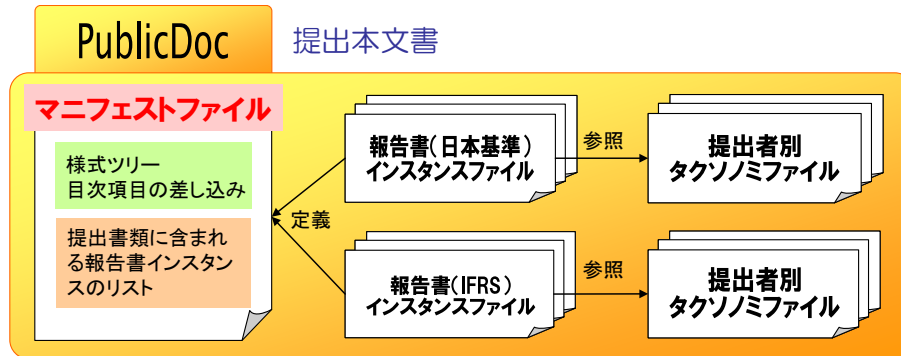 PublicDoc
提出本文書
マニフェストファイル
様式ツリー
目次項目の差し込み
提出書類に含まれ
る報告書インスタン
スのリスト
定義
報告書(日本基準)
インスタンスファイル
参照
提出者別
タクソノミファイル
報告書(IFRS)
インスタンスファイル
参照
提出者別
タクソノミファイル